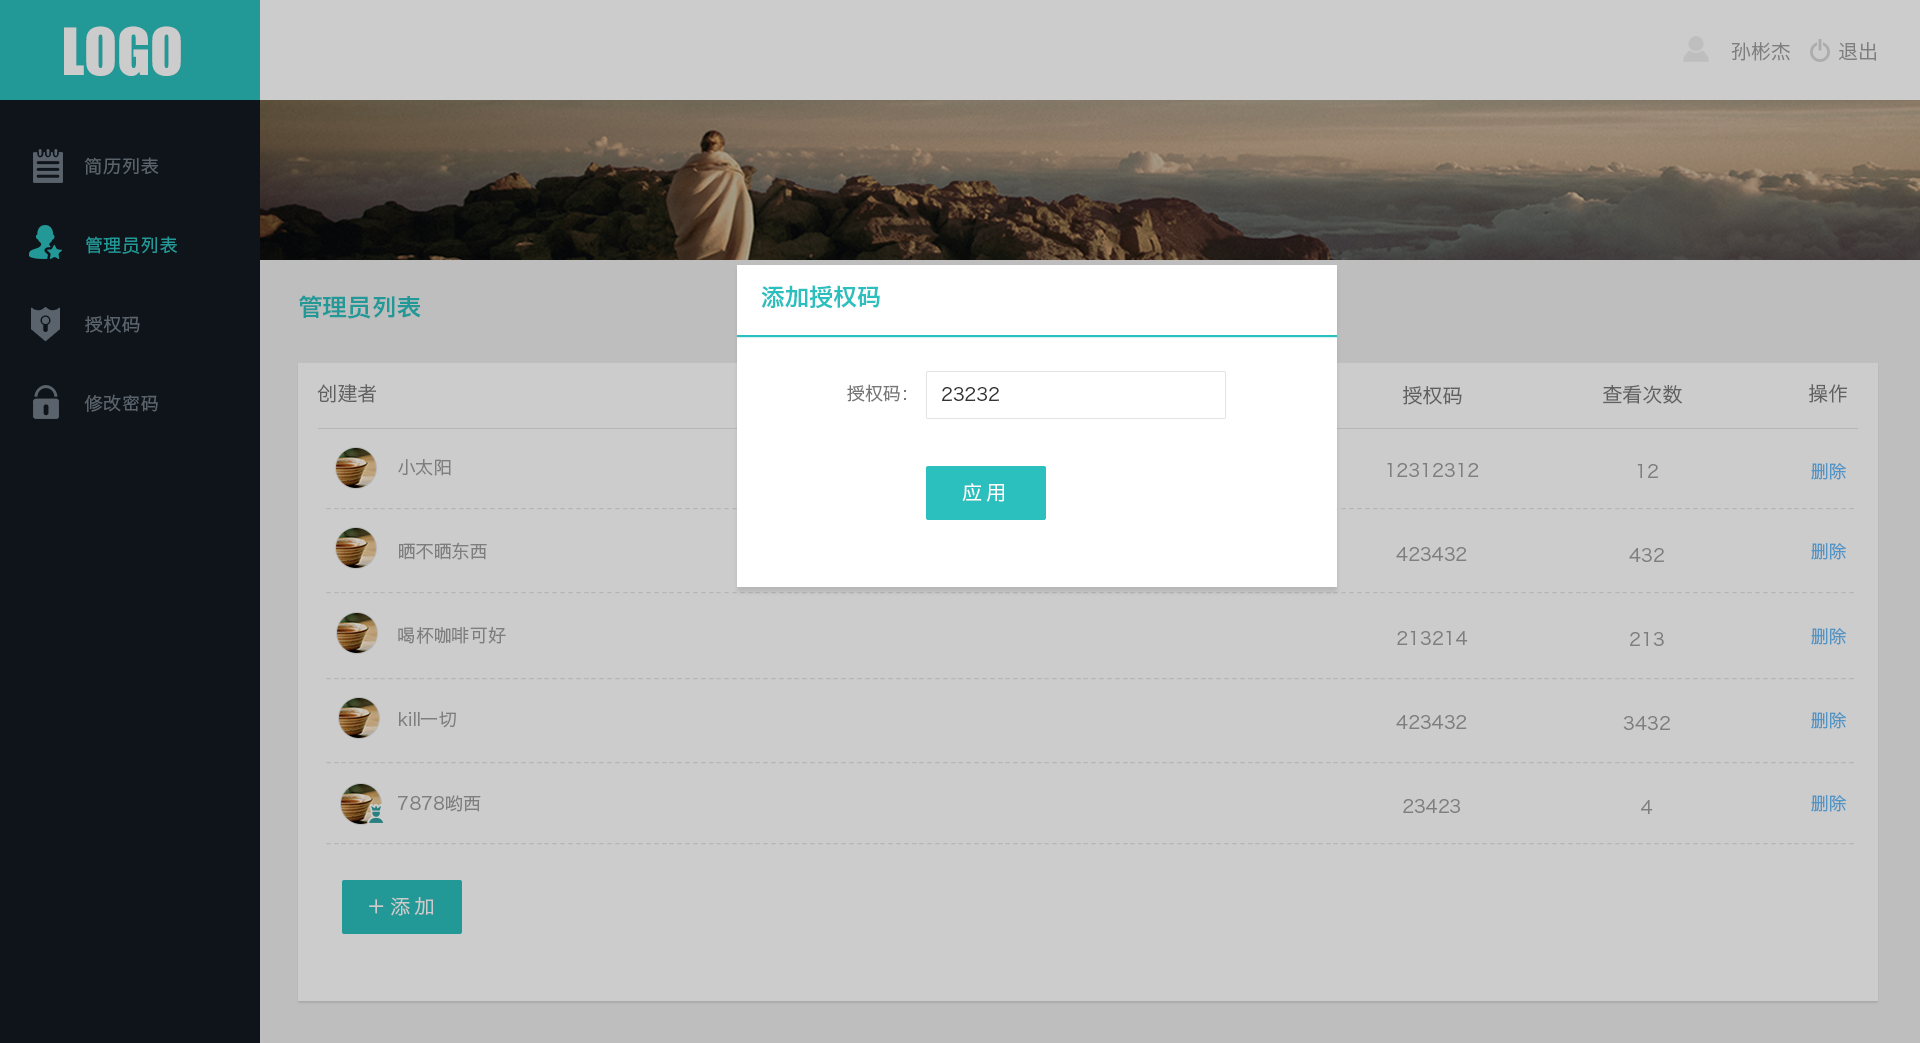 LOGO
孙彬杰
退出
简历列表
管理员列表
授权码
修改密码
管理员列表
添加授权码
授权码：
23232
应用
创建者
授权码
查看次数
操作
小太阳
12312312
12
删除
晒不晒东西
423432
432
删除
喝杯咖啡可好
213214
213
删除
kill一切
423432
3432
删除
7878哟西
23423
4
删除
+ 添加